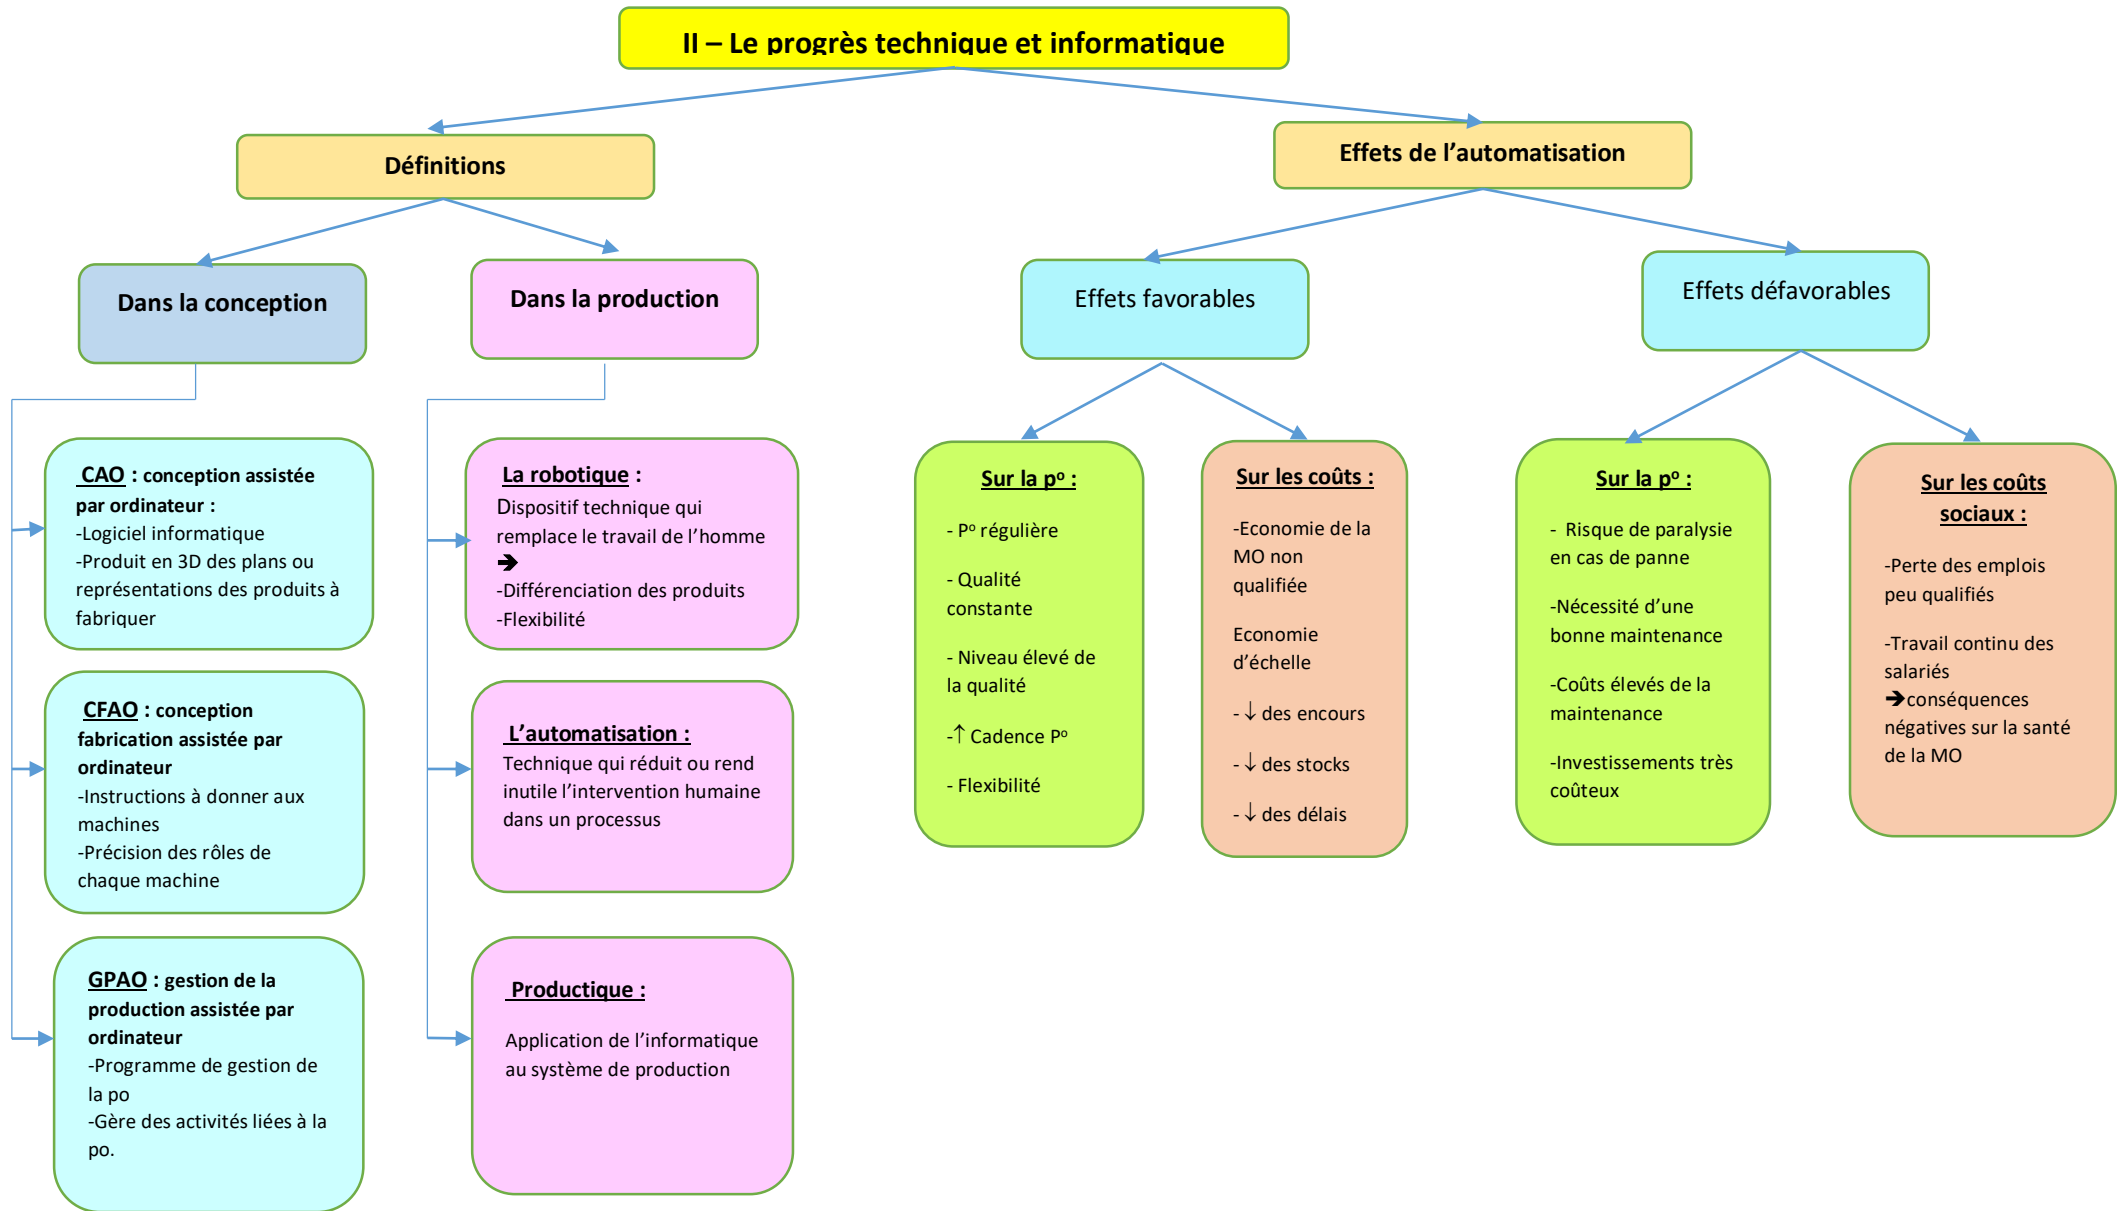 II – Le progrès technique et informatique
Définitions
Effets de l’automatisation
Dans la conception
Dans la production
Effets favorables
Effets défavorables
CAO : conception assistée
par ordinateur :
-Logiciel informatique
-Produit en 3D des plans ou
représentations des produits à
fabriquer
CFAO : conception
fabrication assistée par
ordinateur
-Instructions à donner aux
machines
-Précision des rôles de
chaque machine
GPAO : gestion de la
production assistée par
ordinateur
-Programme de gestion de
la po
-Gère des activités liées à la
po.
La robotique :
Dispositif technique qui
remplace le travail de l’homme
➔
-Différenciation des produits
-Flexibilité
L’automatisation :
Technique qui réduit ou rend
inutile l’intervention humaine
dans un processus
Productique :
Application de l’informatique
au système de production
Sur la pº :
- Pº régulière
- Qualité
constante
- Niveau élevé de
la qualité
-↑ Cadence Pº
- Flexibilité
Sur les coûts :
-Economie de la
MO non
qualifiée
Economie
d’échelle
- ↓ des encours
- ↓ des stocks
- ↓ des délais
Sur la pº :
- Risque de paralysie
en cas de panne
-Nécessité d’une
bonne maintenance
-Coûts élevés de la
maintenance
-Investissements très
coûteux
Sur les coûts
sociaux :
-Perte des emplois
peu qualifiés
-Travail continu des
salariés
➔conséquences
négatives sur la santé
de la MO